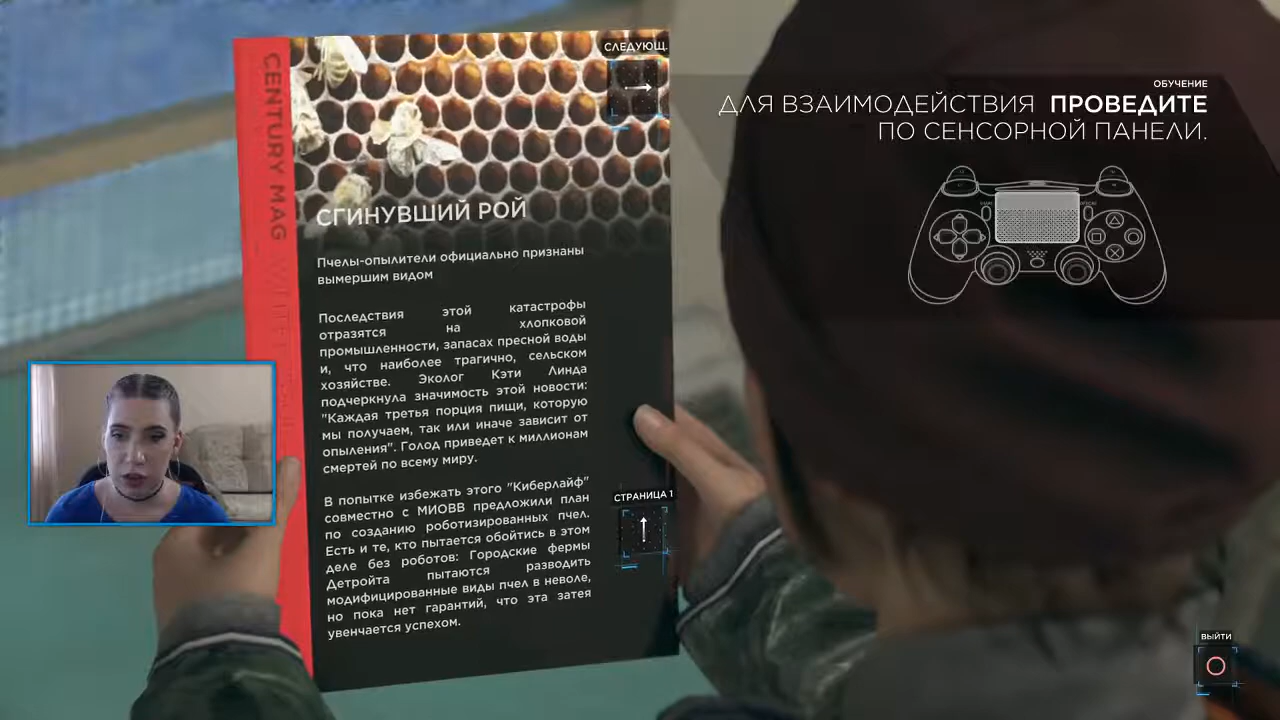 CENTURY MAG
СЛЕДУЮЩ.
СГИНУВШИЙ РОЙ
Пчелы-опылители официально признаны
вымершим видом
Последствия этой катастрофы
отразятся на хлопковой
промышленности, запасах пресной воды
и, что наиболее трагично, сельском
хозяйстве. Эколог Кэти Линда
подчеркнула значимость этой новости:
"Каждая третья порция пищи, которую
мы получаем, так или иначе зависит от
опыления". Голод приведет к миллионам
смертей по всему миру.
В попытке избежать этого "Киберлайф"
совместно с МИОВВ предложили план
по созданию роботизированных пчел.
Есть и те, кто пытается обойтись в этом
деле без роботов: Городские фермы
Детройта пытаются разводить
модифицированные виды пчел в неволе,
но пока нет гарантий, что эта затея
увенчается успехом.
СТРАНИЦА 1
ОБУЧЕНИЕ
ДЛЯ ВЗАИМОДЕЙСТВИЯ ПРОВЕДИТЕ
ПО СЕНСОРНОЙ ПАНЕЛИ.
ВЫЙТИ